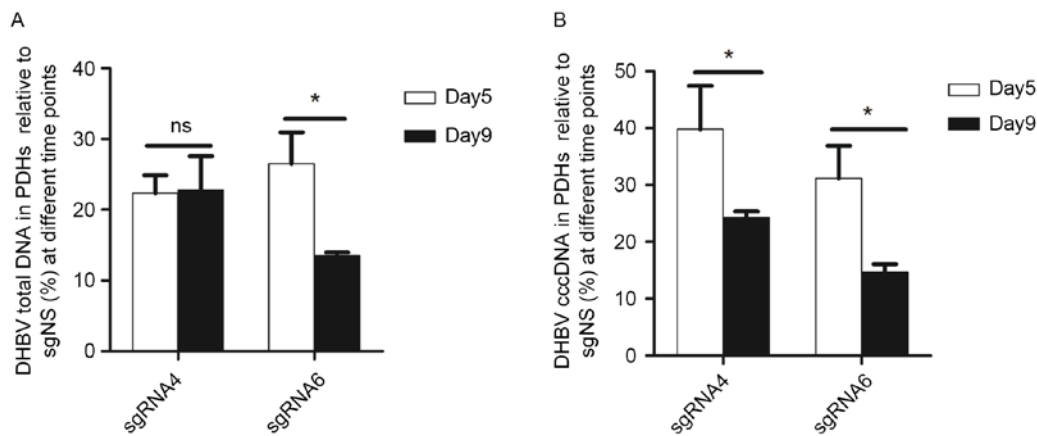 A
DHBV total DNA in PDHs relative to
sgNS (%) at different time points
40
30
20
10
0
ns
*
Day5
Day9
sgRNA4
sgRNA6
B
DHBV cccDNA in PDHs relative to
sgNS (%) at different time points
50
40
30
20
10
0
*
*
Day5
Day9
sgRNA4
sgRNA6